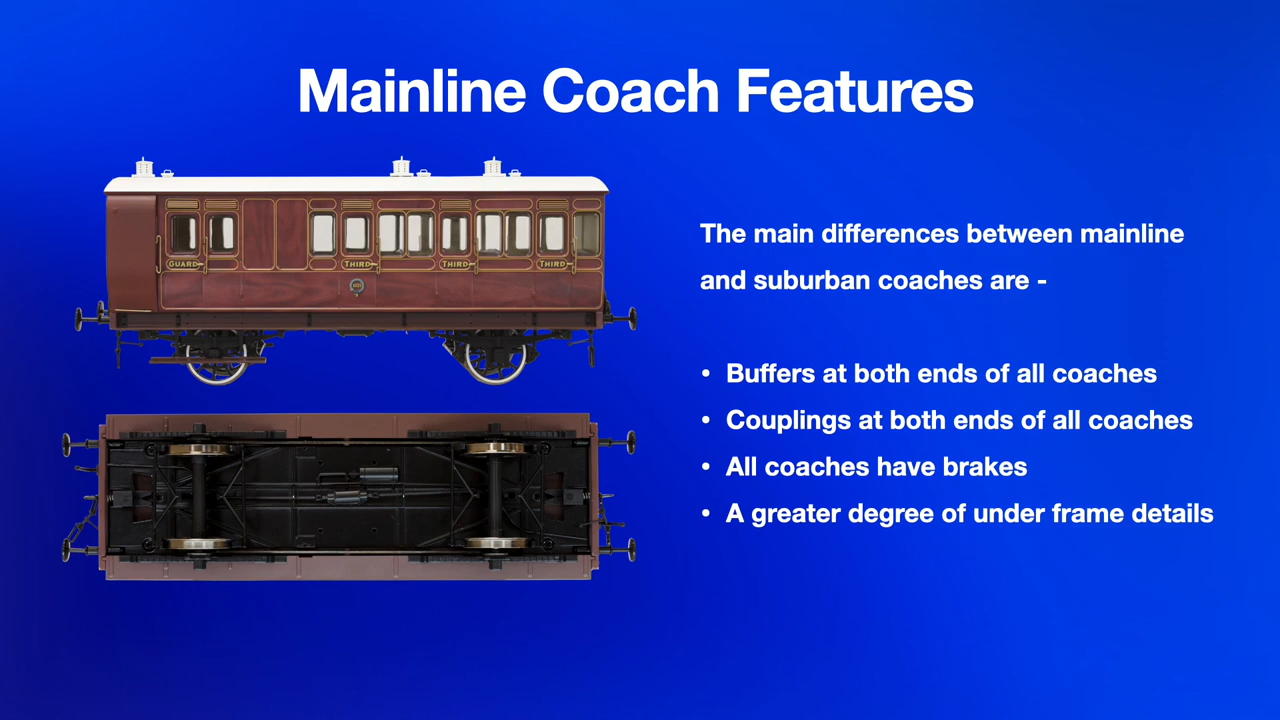 Mainline Coach Features
The main differences between mainline
and suburban coaches are -
• Buffers at both ends of all coaches
• Couplings at both ends of all coaches
• All coaches have brakes
• A greater degree of under frame details
GUARD THIRD THIRD THIRD